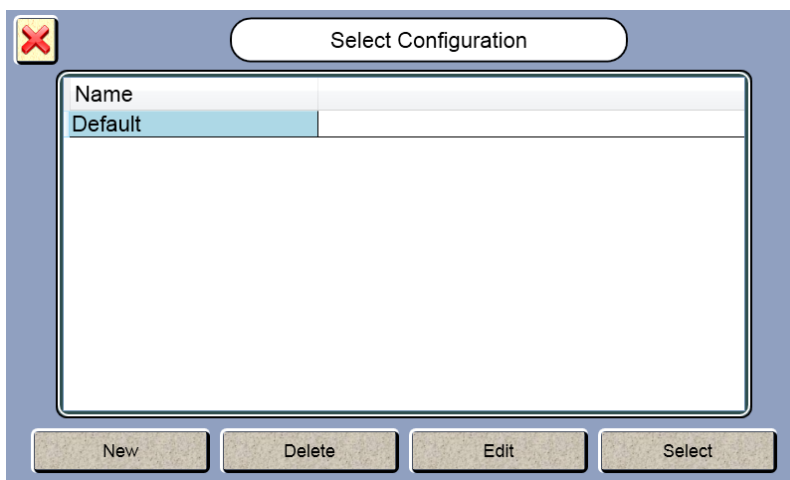 Select Configuration
Name
Default
New
Delete
Edit
Select